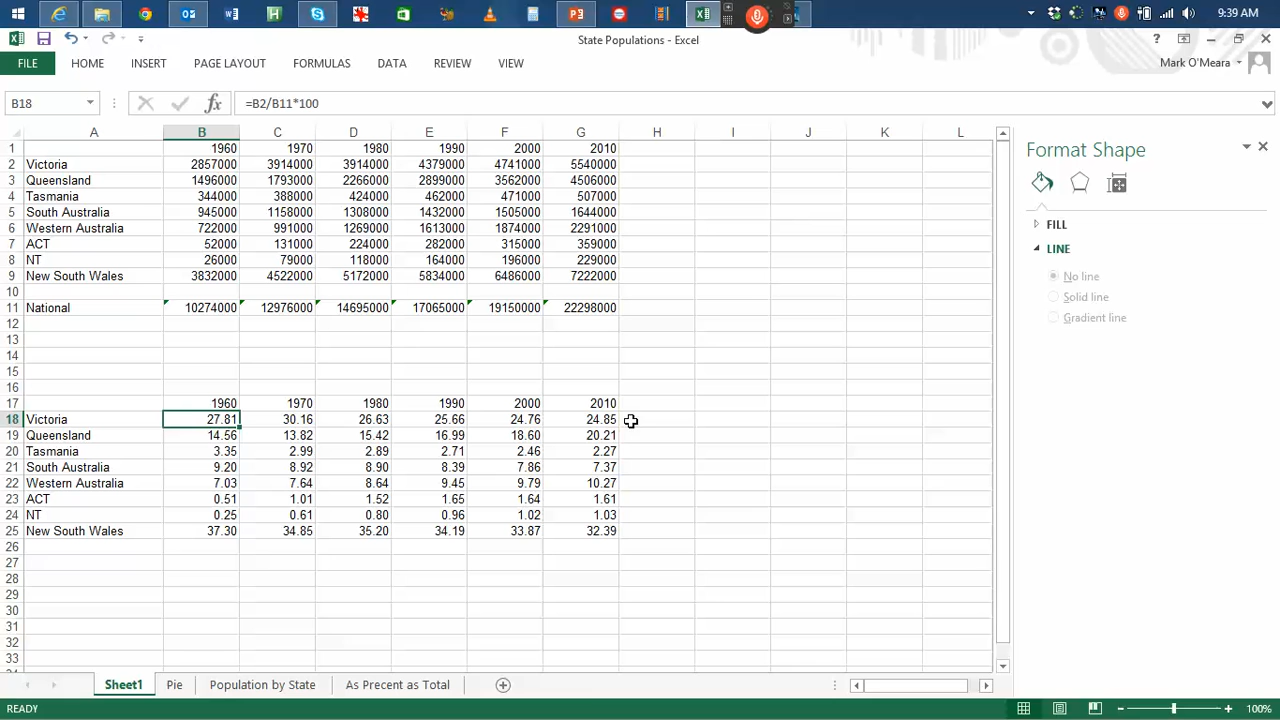 9:39 AM
State Populations - Excel
FILE HOME INSERT PAGE LAYOUT FORMULAS DATA REVIEW VIEW
Mark O'Meara
B18 fx =B2/B11*100
A B C D E F G H I J K L
1 1960 1970 1980 1990 2000 2010
2 Victoria 2857000 3914000 3914000 4379000 4741000 5540000
3 Queensland 1496000 1793000 2266000 2899000 3562000 4506000
4 Tasmania 344000 388000 424000 462000 471000 507000
5 South Australia 945000 1158000 1308000 1432000 1505000 1644000
6 Western Australia 722000 991000 1269000 1613000 1874000 2291000
7 ACT 52000 131000 224000 282000 315000 359000
8 NT 26000 79000 118000 164000 196000 229000
9 New South Wales 3832000 4522000 5172000 5834000 6486000 7222000
10
11 National 10274000 12976000 14695000 17065000 19150000 22298000
12
13
14
15
16
17 1960 1970 1980 1990 2000 2010
18 Victoria 27.81 30.16 26.63 25.66 24.76 24.85
19 Queensland 14.56 13.82 15.42 16.99 18.60 20.21
20 Tasmania 3.35 2.99 2.89 2.71 2.46 2.27
21 South Australia 9.20 8.92 8.90 8.39 7.86 7.37
22 Western Australia 7.03 7.64 8.64 9.45 9.79 10.27
23 ACT 0.51 1.01 1.52 1.65 1.64 1.61
24 NT 0.25 0.61 0.80 0.96 1.02 1.03
25 New South Wales 37.30 34.85 35.20 34.19 33.87 32.39
26
27
28
29
30
31
32
33
Format Shape
FILL
LINE
No line
Solid line
Gradient line
Sheet1 Pie Population by State As Precent as Total
READY 100%